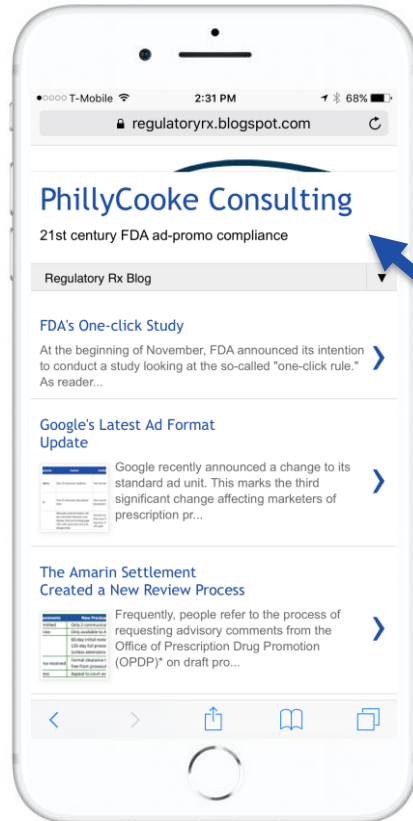 T-Mobile 2:31 PM 68%
regulatoryrx.blogspot.com
PhillyCooke Consulting
21st century FDA ad-promo compliance
Regulatory Rx Blog
FDA's One-click Study
At the beginning of November, FDA announced its intention
to conduct a study looking at the so-called "one-click rule."
As reader...
Google's Latest Ad Format
Update
Google recently announced a change to its
standard ad unit. This marks the third
significant change affecting marketers of
prescription pr...
The Amarin Settlement
Created a New Review Process
Frequently, people refer to the process of
requesting advisory comments from the
Office of Prescription Drug Promotion
(OPDP)* on draft pro...